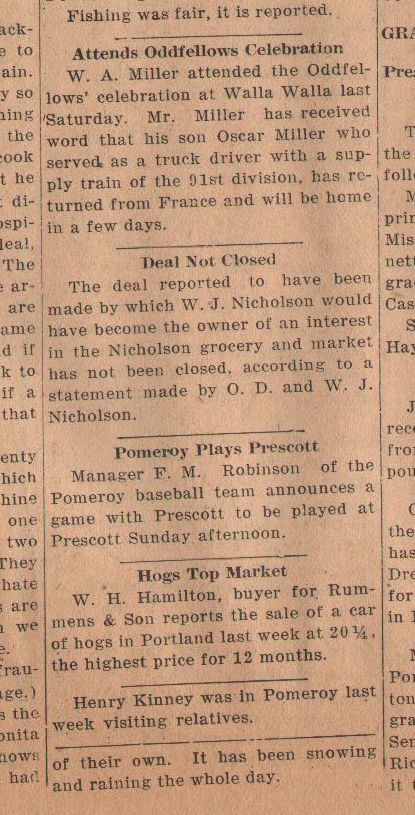 Fishing was fair, it is reported.
Attends Oddfellows Celebration
W. A. Miller attended the Oddfel-
lows' celebration at Walla Walla last
Saturday. Mr. Miller has received
word that his son Oscar Miller who
served as a truck driver with a sup-
ply train of the 91st division, has re-
turned from France and will be home
in a few days.
Deal Not Closed
The deal reported to have been
made by which W. J. Nicholson would
have become the owner of an interest
in the Nicholson grocery and market
has not been closed, according to a
statement made by O. D. and W. J.
Nicholson.
Pomeroy Plays Prescott
Manager F. M. Robinson of the
Pomeroy baseball team announces a
game with Prescott to be played at
Prescott Sunday afternoon.
Hogs Top Market
W. H. Hamilton, buyer for Rum-
mens & Son reports the sale of a car
of hogs in Portland last week at 20¼,
the highest price for 12 months.
Henry Kinney was in Pomeroy last
week visiting relatives.
of their own. It has been snowing
and raining the whole day.